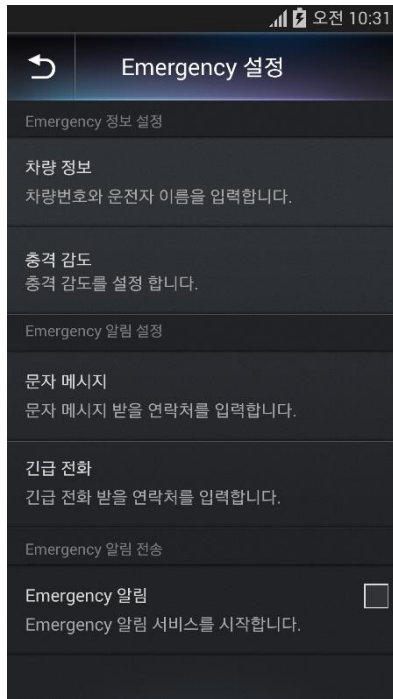 오전 10:31
Emergency 설정
Emergency 정보 설정
차량 정보
차량번호와 운전자 이름을 입력합니다.
충격 감도
충격 감도를 설정 합니다.
Emergency 알림 설정
문자 메시지
문자 메시지 받을 연락처를 입력합니다.
긴급 전화
긴급 전화 받을 연락처를 입력합니다.
Emergency 알림 전송
Emergency 알림
Emergency 알림 서비스를 시작합니다.